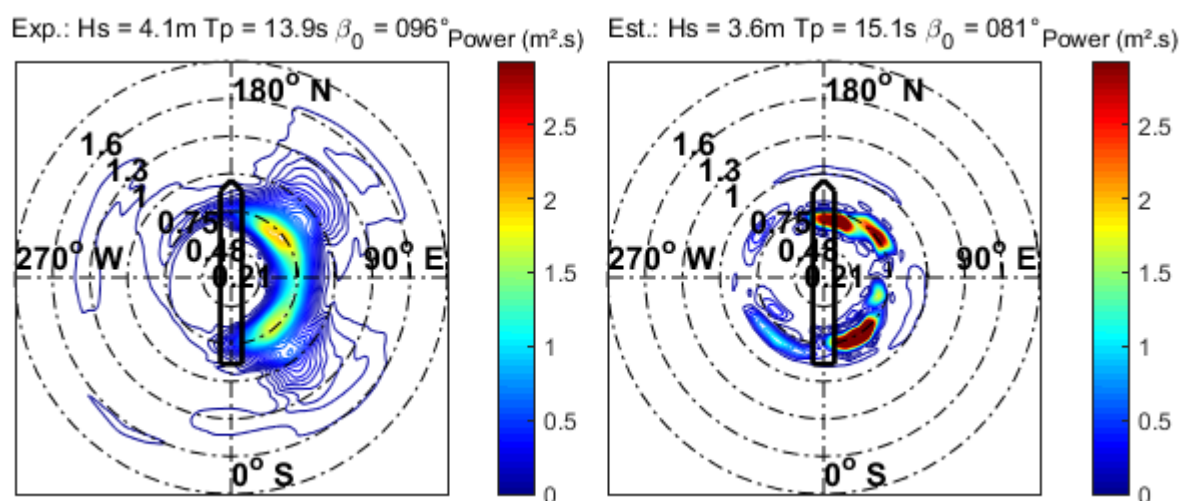 Exp.: Hs = 4.1m Tp = 13.9s β₀ = 096°
Power (m².s)
180° N
1.6
1.3
1
0.75
0.48
0.21
270° W
90° E
0° S
2.5
2
1.5
1
0.5
0
Est.: Hs = 3.6m Tp = 15.1s β₀ = 081°
Power (m².s)
180° N
1.6
1.3
1
0.75
0.48
0.21
270° W
90° E
0° S
2.5
2
1.5
1
0.5
0